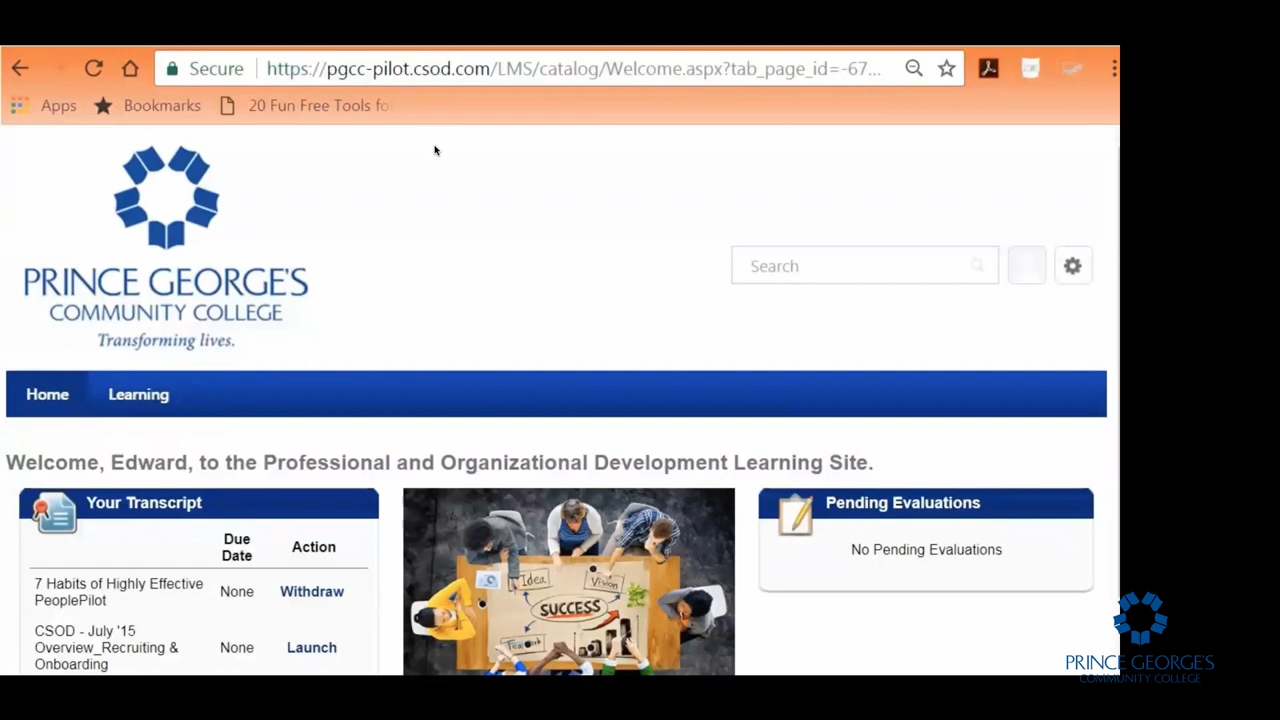 Secure https://pgcc-pilot.csod.com/LMS/catalog/Welcome.aspx?tab_page_id=-67...
Apps Bookmarks 20 Fun Free Tools fo
PRINCE GEORGE'S
COMMUNITY COLLEGE
Transforming lives.
Search
Home Learning
Welcome, Edward, to the Professional and Organizational Development Learning Site.
Your Transcript
Due
Date
Action
7 Habits of Highly Effective
PeoplePilot
None
Withdraw
CSOD - July '15
Overview_Recruiting &
Onboarding
None
Launch
Idea
Vision
SUCCESS
Pending Evaluations
No Pending Evaluations
PRINCE GEORGE'S
COMMUNITY COLLEGE